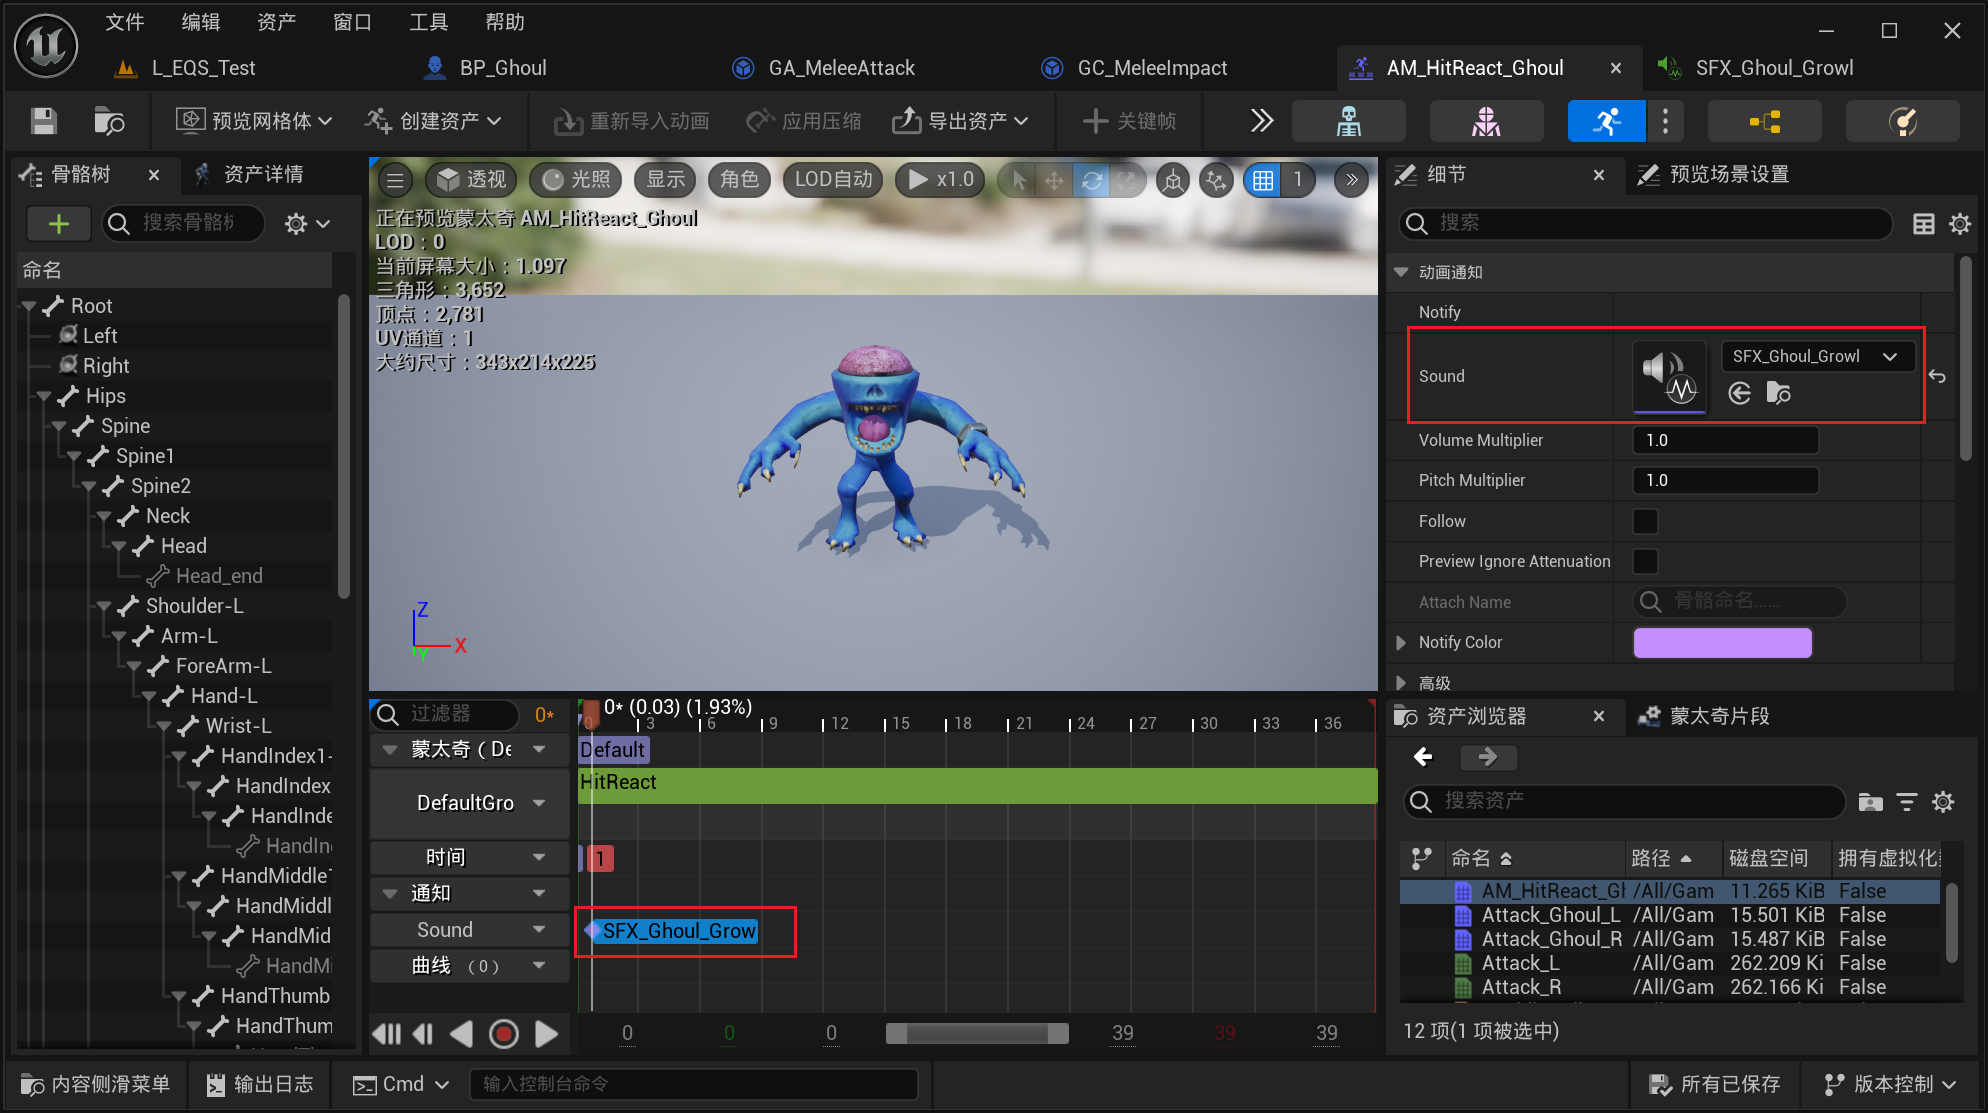 文件 编辑 资产 窗口 工具 帮助
L_EQS_Test BP_Ghoul GA_MeleeAttack GC_MeleeImpact AM_HitReact_Ghoul SFX_Ghoul_Growl
预览网格体 创建资产 重新导入动画 应用压缩 导出资产 关键帧
骨骼树 资产详情
搜索骨骼树
命名
Root
Left
Right
Hips
Spine
Spine1
Spine2
Neck
Head
Head_end
Shoulder-L
Arm-L
ForeArm-L
Hand-L
Wrist-L
HandIndex1-
HandIndex
HandInde
HandIn
HandMiddle1
HandMiddl
HandMid
HandMi
HandThumb
HandThum
透视 光照 显示 角色 LOD自动 x1.0 1
正在预览蒙太奇 AM_HitReact_Ghoul
LOD：0
当前屏幕大小：1.097
三角形：3,652
顶点：2,781
UV通道：1
大约尺寸：343x214x225
Z
X
Y
过滤器 0*
0* (0.03) (1.93%)
0 3 6 9 12 15 18 21 24 27 30 33 36
蒙太奇（De Default
DefaultGro HitReact
时间 1
通知
Sound SFX_Ghoul_Grow
曲线 （0）
0 0 0 39 39 39
细节 预览场景设置
搜索
动画通知
Notify
Sound SFX_Ghoul_Growl
Volume Multiplier 1.0
Pitch Multiplier 1.0
Follow
Preview Ignore Attenuation
Attach Name 骨骼命名......
Notify Color
高级
资产浏览器 蒙太奇片段
搜索资产
命名 路径 磁盘空间 拥有虚拟化
AM_HitReact_Gh /All/Gam 11.265 KiB False
Attack_Ghoul_L /All/Gam 15.501 KiB False
Attack_Ghoul_R /All/Gam 15.487 KiB False
Attack_L /All/Gam 262.209 Ki False
Attack_R /All/Gam 262.166 Ki False
12 项(1 项被选中)
内容侧滑菜单 输出日志 Cmd 输入控制台命令 所有已保存 版本控制